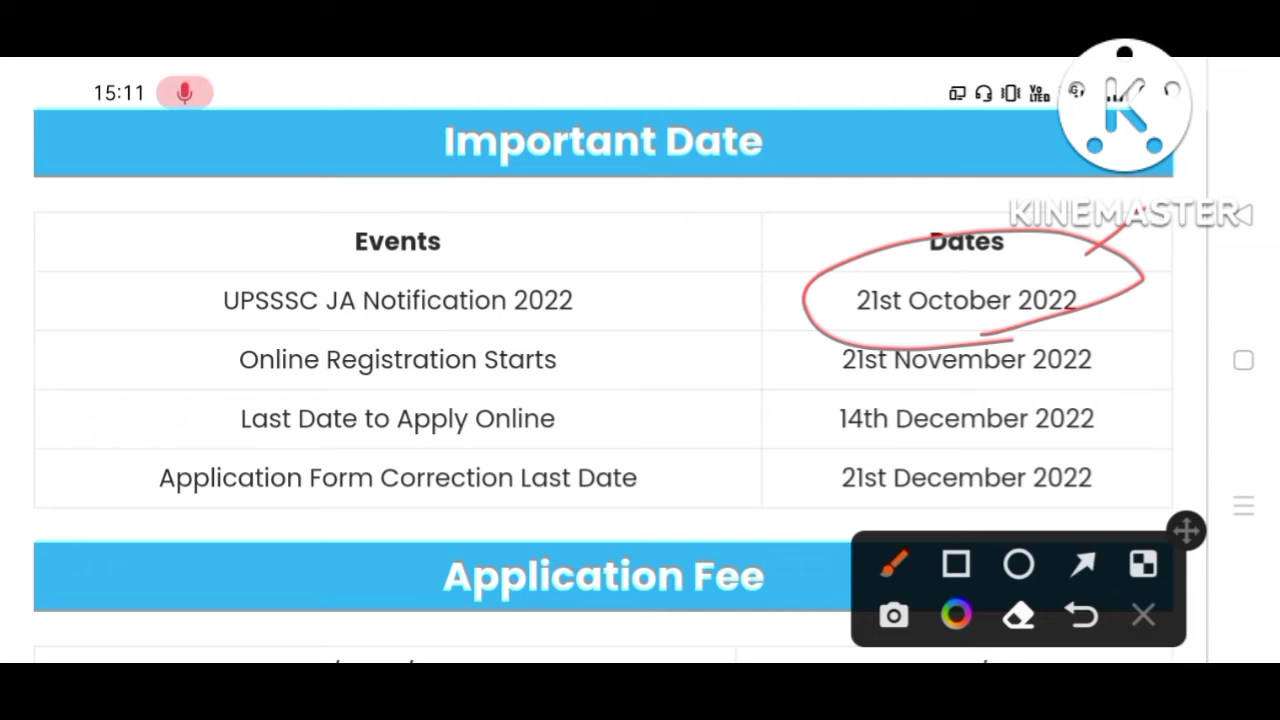 15:11
Vo LTE
KINEMASTER
Important Date
Events Dates
UPSSSC JA Notification 2022 21st October 2022
Online Registration Starts 21st November 2022
Last Date to Apply Online 14th December 2022
Application Form Correction Last Date 21st December 2022
Application Fee